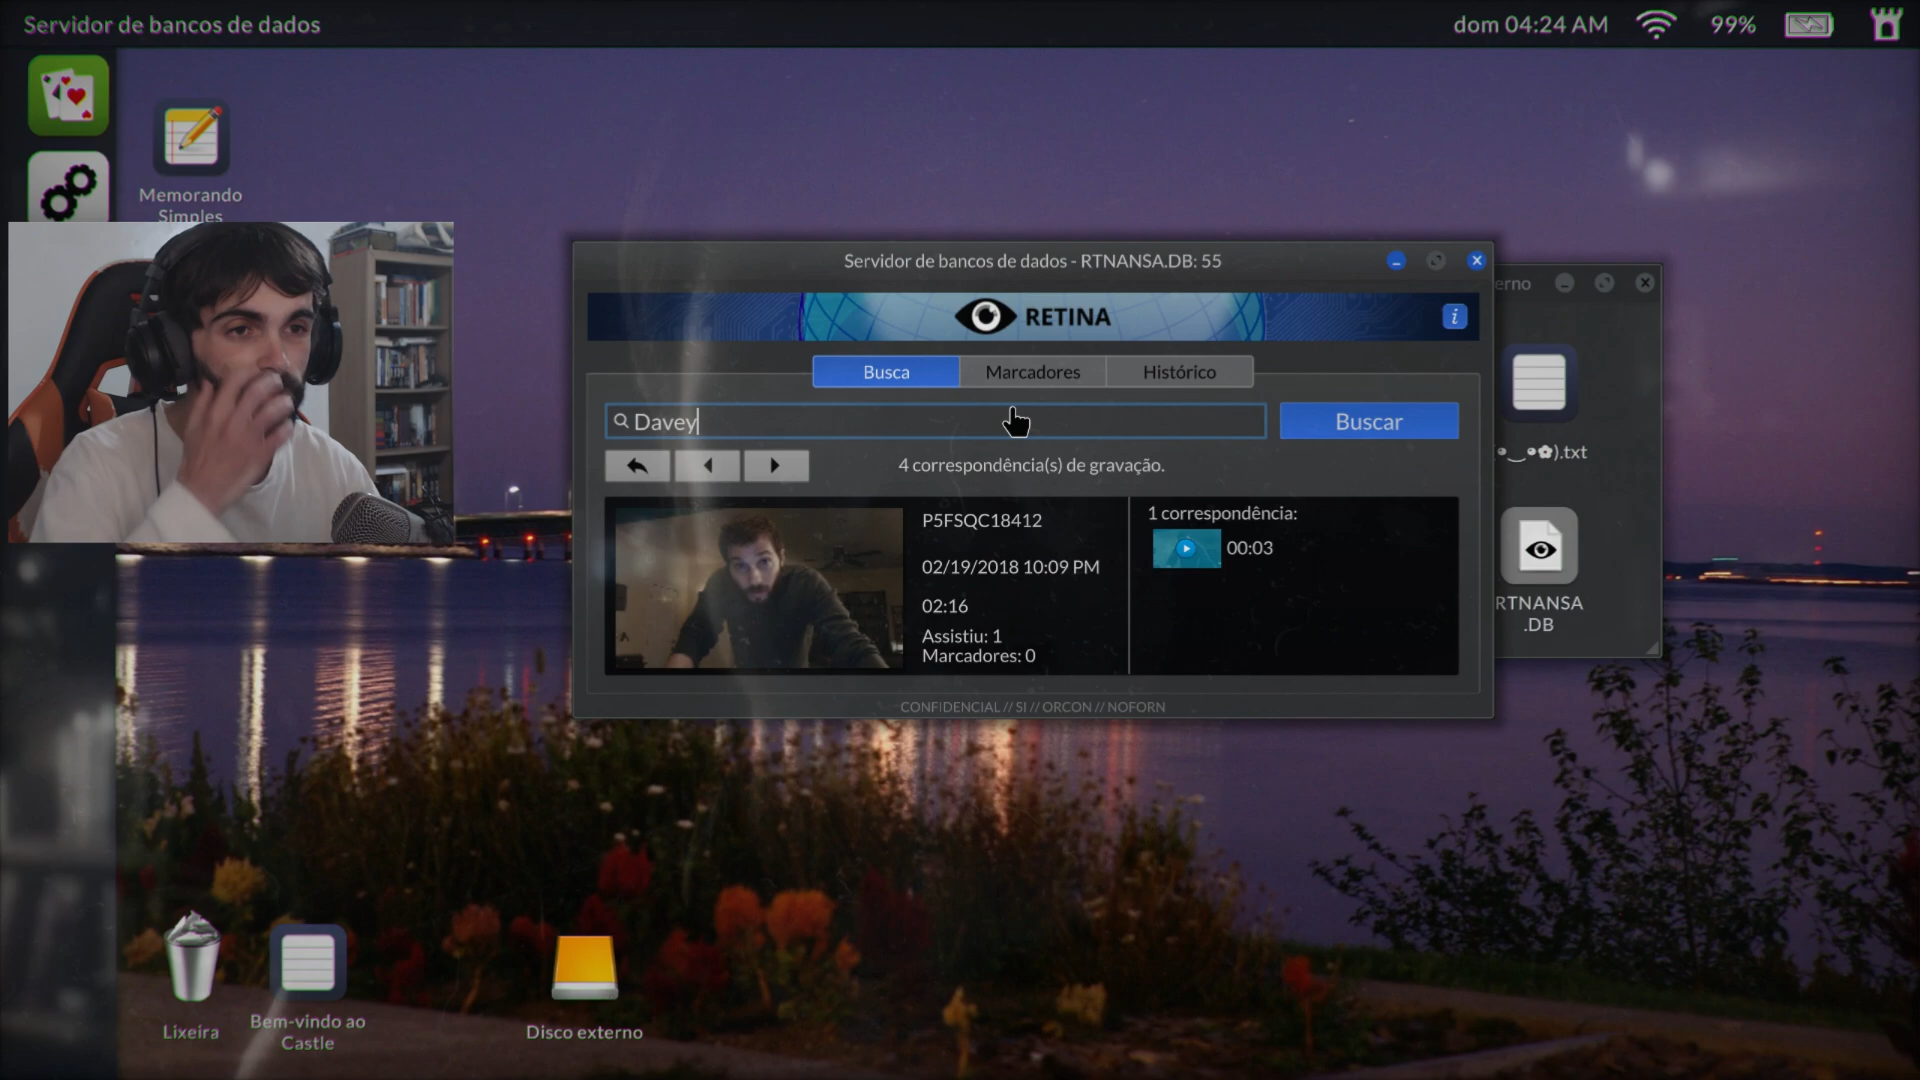 Servidor de bancos de dados
dom 04:24 AM
99%
Memorando
Simples
Servidor de bancos de dados - RTNANSA.DB: 55
erno
RETINA
i
Busca
Marcadores
Histórico
Davey
Buscar
4 correspondência(s) de gravação.
P5FSQC18412
02/19/2018 10:09 PM
02:16
Assistiu: 1
Marcadores: 0
1 correspondência:
00:03
CONFIDENCIAL // SI // ORCON // NOFORN
(•‿•✿).txt
RTNANSA
.DB
Lixeira
Bem-vindo ao
Castle
Disco externo